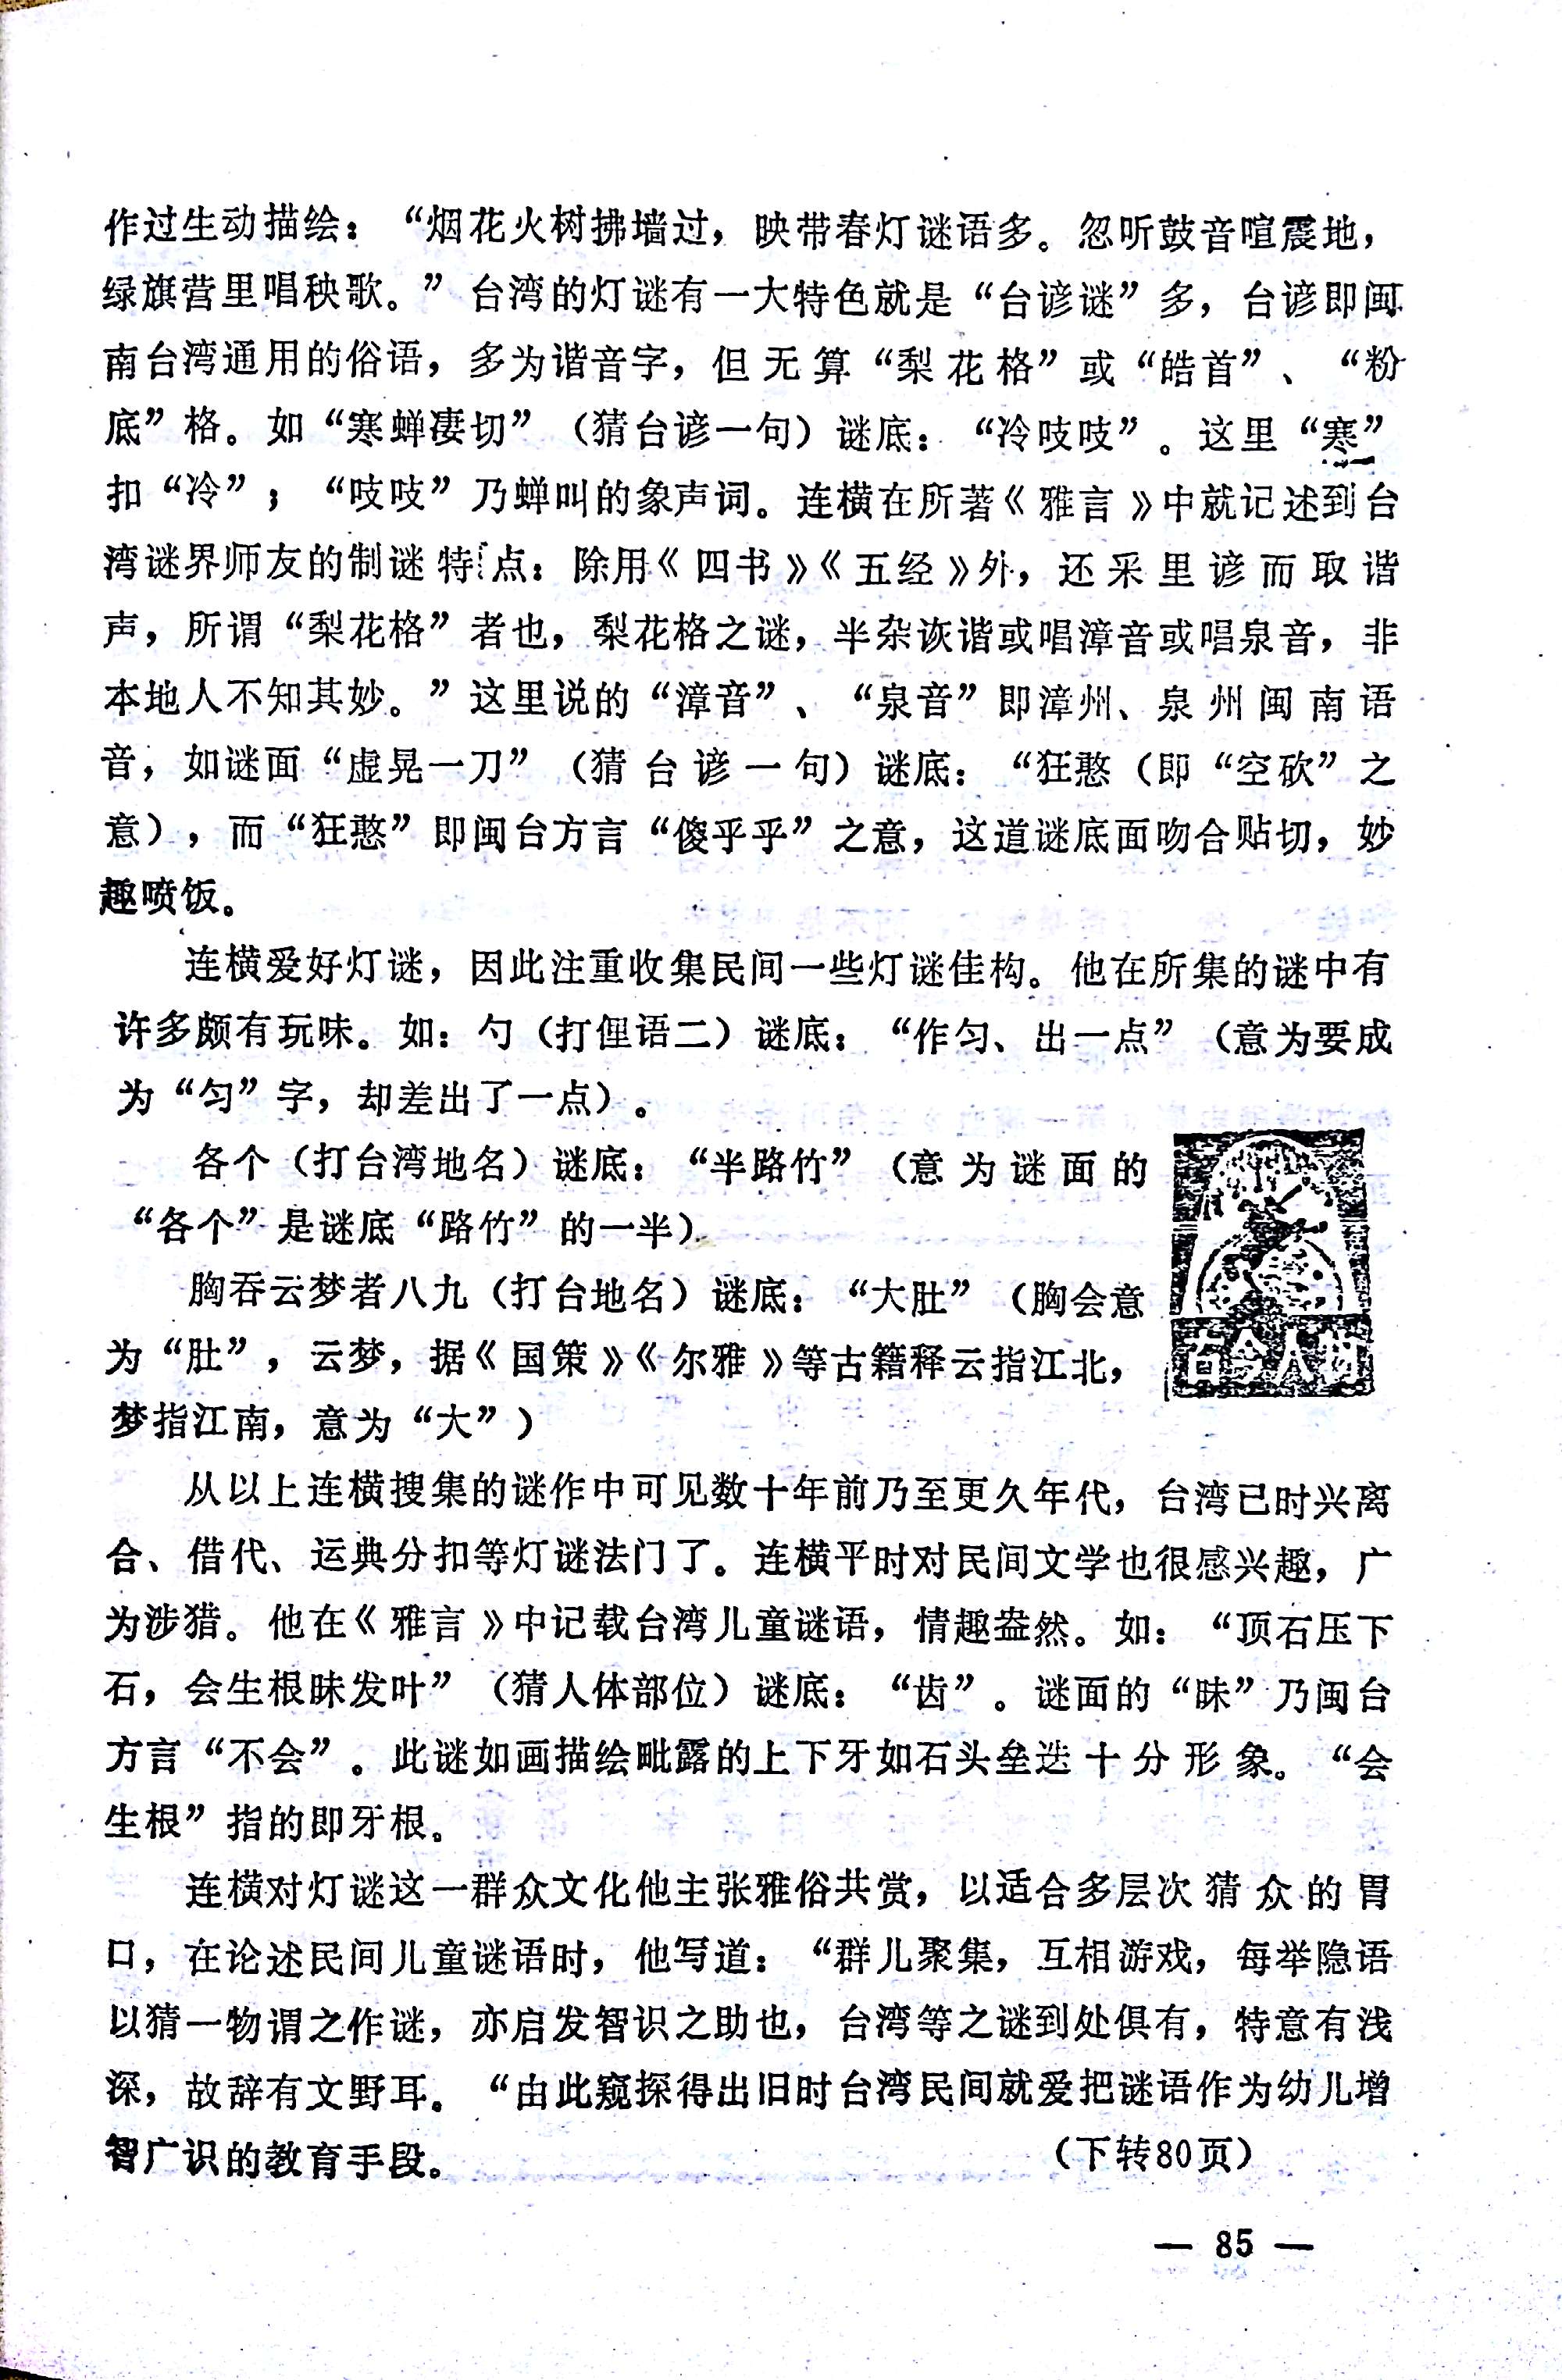 作过生动描绘：“烟花火树拂墙过，映带春灯谜语多。忽听鼓音喧震地，
绿旗营里唱秧歌。”台湾的灯谜有一大特色就是“台谚谜”多，台谚即闽
南台湾通用的俗语，多为谐音字，但无算“梨花格”或“皓首”、“粉
底”格。如“寒蝉凄切”（猜台谚一句）谜底：“冷吱吱”。这里“寒”
扣“冷”；“吱吱”乃蝉叫的象声词。连横在所著《雅言》中就记述到台
湾谜界师友的制谜特点：除用《四书》《五经》外，还采里谚而取谐
声，所谓“梨花格”者也，梨花格之谜，半杂诙谐或唱漳音或唱泉音，非
本地人不知其妙。”这里说的“漳音”、“泉音”即漳州、泉州闽南语
音，如谜面“虚晃一刀”（猜台谚一句）谜底：“狂憨（即“空砍”之
意），而“狂憨”即闽台方言“傻乎乎”之意，这道谜底面吻合贴切，妙
趣喷饭。
连横爱好灯谜，因此注重收集民间一些灯谜佳构。他在所集的谜中有
许多颇有玩味。如：勺（打俚语二）谜底：“作匀、出一点”（意为要成
为“匀”字，却差出了一点）。
各个（打台湾地名）谜底：“半路竹”（意为谜面的
“各个”是谜底“路竹”的一半）
胸吞云梦者八九（打台地名）谜底：“大肚”（胸会意
为“肚”，云梦，据《国策》《尔雅》等古籍释云指江北，
梦指江南，意为“大”）
从以上连横搜集的谜作中可见数十年前乃至更久年代，台湾已时兴离
合、借代、运典分扣等灯谜法门了。连横平时对民间文学也很感兴趣，广
为涉猎。他在《雅言》中记载台湾儿童谜语，情趣盎然。如：“顶石压下
石，会生根昧发叶”（猜人体部位）谜底：“齿”。谜面的“昧”乃闽台
方言“不会”。此谜如画描绘毗露的上下牙如石头垒迭十分形象。“会
生根”指的即牙根。
连横对灯谜这一群众文化他主张雅俗共赏，以适合多层次猜众的胃
口，在论述民间儿童谜语时，他写道：“群儿聚集，互相游戏，每举隐语
以猜一物谓之作谜，亦启发智识之助也，台湾等之谜到处俱有，特意有浅
深，故辞有文野耳。“由此窥探得出旧时台湾民间就爱把谜语作为幼儿增
智广识的教育手段。
（下转80页）
— 85 —